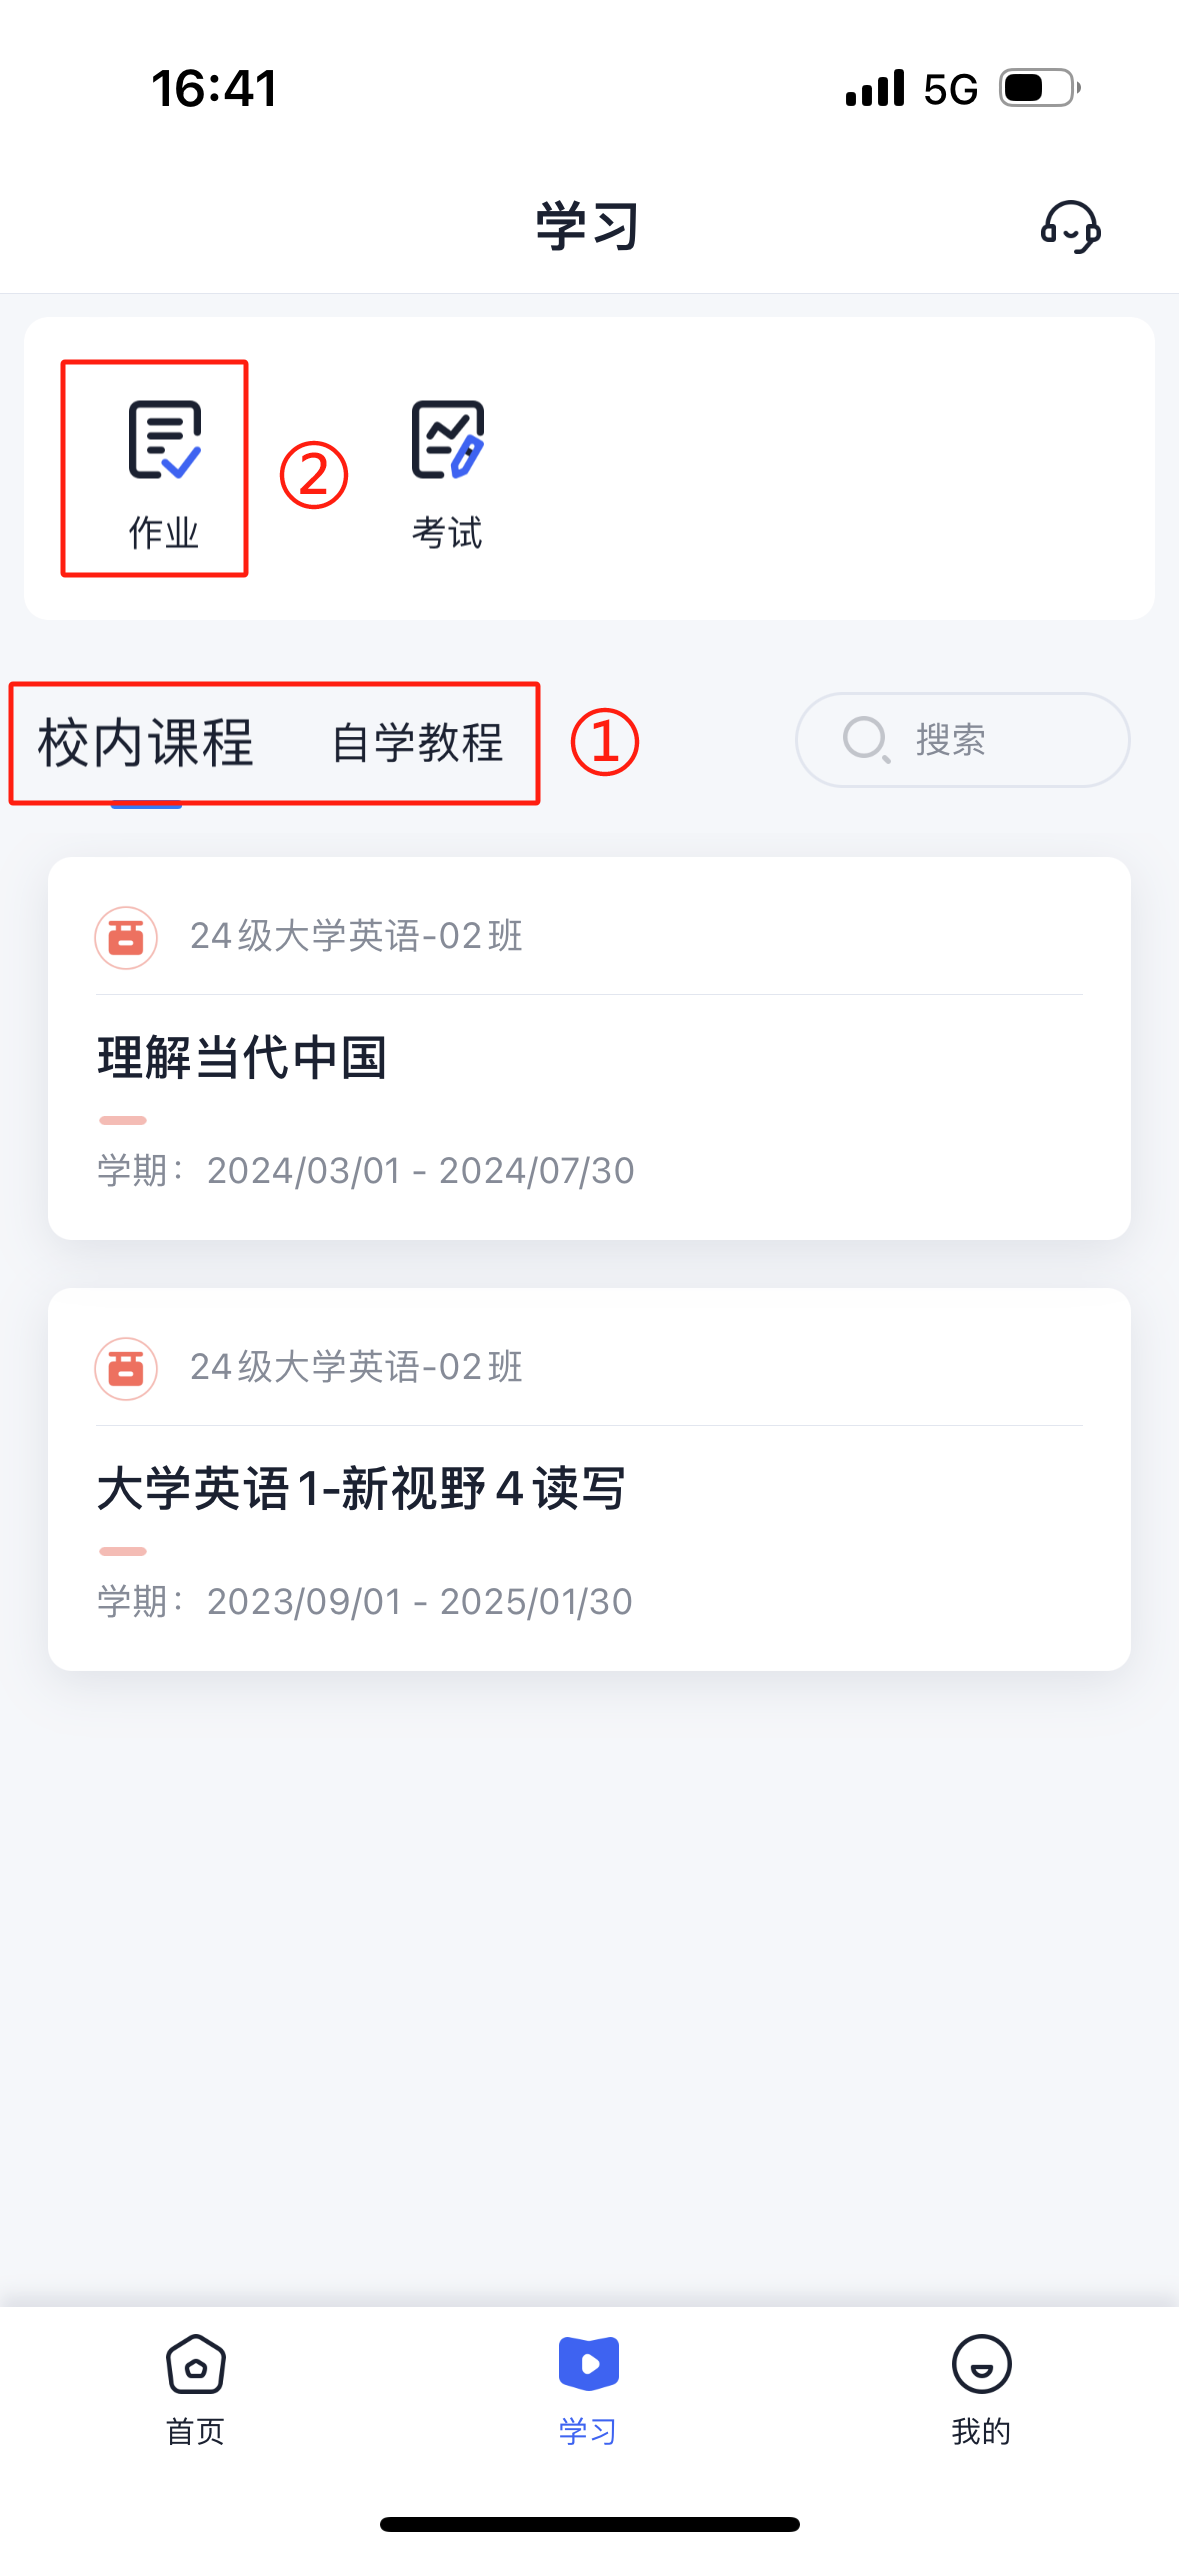 16:41 5G
学习
作业 ② 考试
校内课程 自学教程 ① 搜索
24级大学英语-02班
理解当代中国
学期：2024/03/01 - 2024/07/30
24级大学英语-02班
大学英语1-新视野4读写
学期：2023/09/01 - 2025/01/30
首页 学习 我的